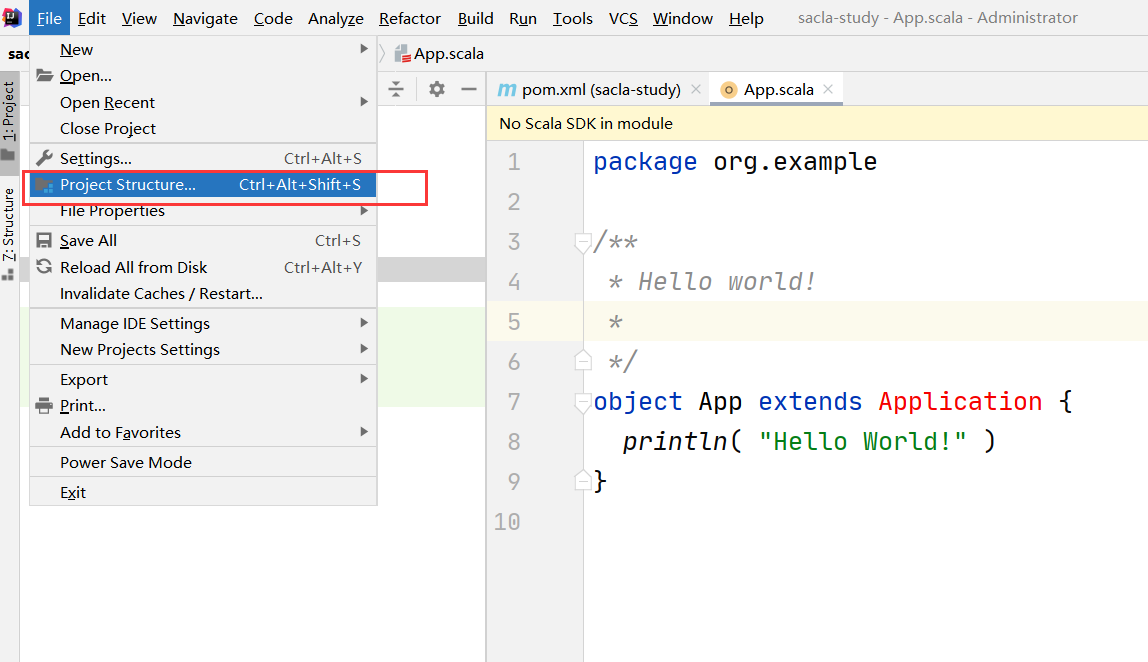 File Edit View Navigate Code Analyze Refactor Build Run Tools VCS Window Help sacla-study - App.scala - Administrator
sac
App.scala
1: Project
Z: Structure
New
Open...
Open Recent
Close Project
Settings... Ctrl+Alt+S
Project Structure... Ctrl+Alt+Shift+S
File Properties
Save All Ctrl+S
Reload All from Disk Ctrl+Alt+Y
Invalidate Caches / Restart...
Manage IDE Settings
New Projects Settings
Export
Print...
Add to Favorites
Power Save Mode
Exit
m pom.xml (sacla-study) App.scala
No Scala SDK in module
1 package org.example
2
3 /**
4 * Hello world!
5 *
6 */
7 object App extends Application {
8 println( "Hello World!" )
9 }
10